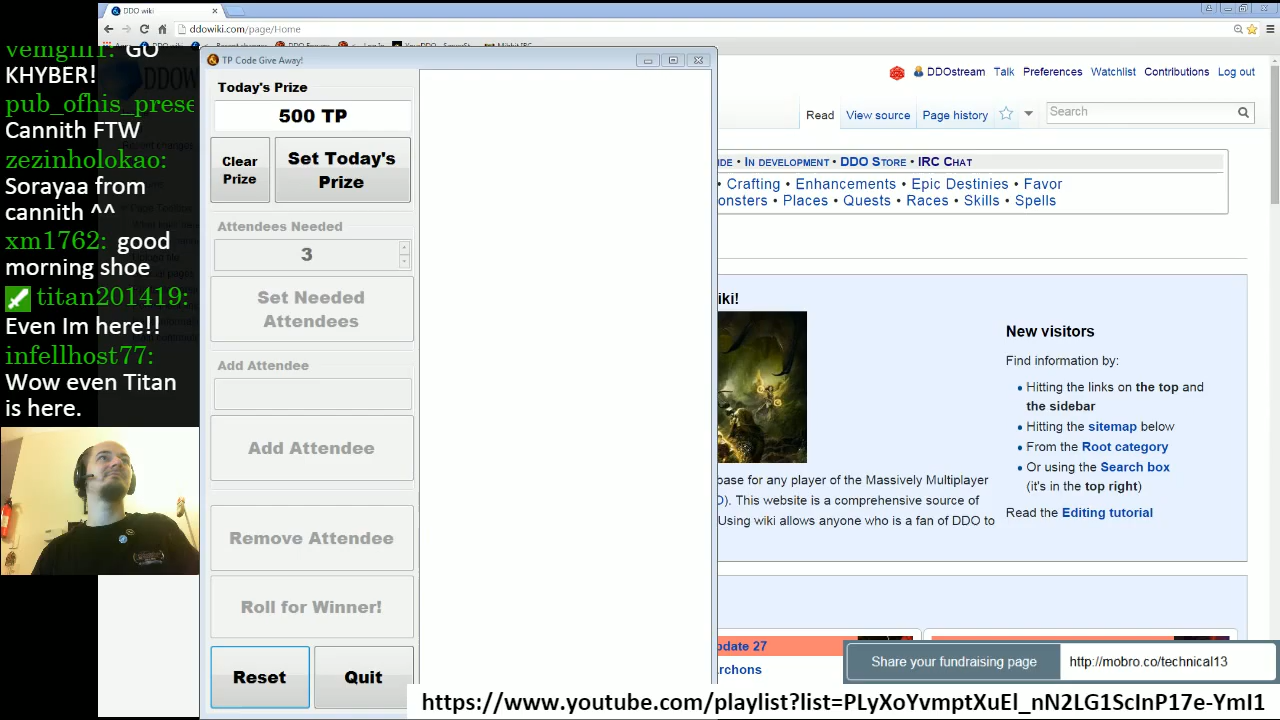 DDO wiki
ddowiki.com/page/Home
vemgirl1: GO
KHYBER!
pub_ofhis_prese
Cannith FTW
zezinholokao:
Sorayaa from
cannith ^^
xm1762: good
morning shoe
titan201419:
Even Im here!!
infellhost77:
Wow even Titan
is here.
TP Code Give Away!
Today's Prize
500 TP
Clear
Prize
Set Today's
Prize
Attendees Needed
3
Set Needed
Attendees
Add Attendee
Add Attendee
Remove Attendee
Roll for Winner!
Reset
Quit
DDOstream Talk Preferences Watchlist Contributions Log out
Read View source Page history Search
IDE • In development • DDO Store • IRC Chat
• Crafting • Enhancements • Epic Destinies • Favor
onsters • Places • Quests • Races • Skills • Spells
iki!
New visitors
Find information by:
• Hitting the links on the top and
the sidebar
• Hitting the sitemap below
• From the Root category
• Or using the Search box
(it's in the top right)
Read the Editing tutorial
base for any player of the Massively Multiplayer
O). This website is a comprehensive source of
Using wiki allows anyone who is a fan of DDO to
pdate 27
archons
Share your fundraising page
http://mobro.co/technical13
https://www.youtube.com/playlist?list=PLyXoYvmptXuEl_nN2LG1ScInP17e-YmI1